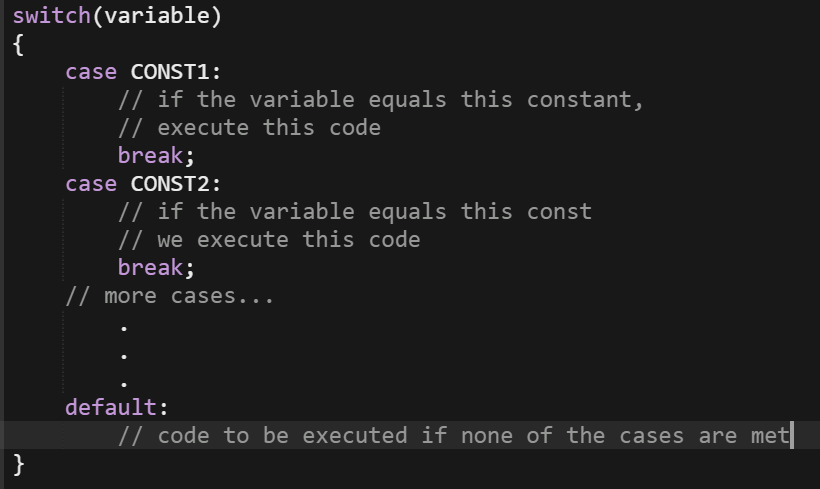 switch(variable)
{
    case CONST1:
        // if the variable equals this constant,
        // execute this code
        break;
    case CONST2:
        // if the variable equals this const
        // we execute this code
        break;
    // more cases...
        .
        .
        .
    default:
        // code to be executed if none of the cases are met
}